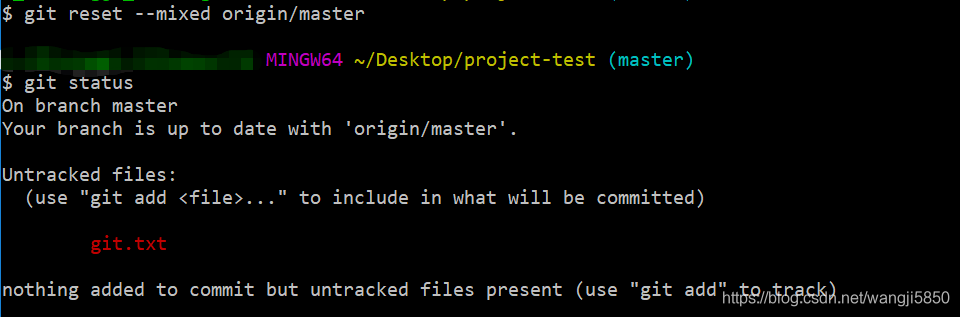 $ git reset --mixed origin/master
MINGW64 ~/Desktop/project-test (master)
$ git status
On branch master
Your branch is up to date with 'origin/master'.
Untracked files:
(use "git add <file>..." to include in what will be committed)
git.txt
nothing added to commit but untracked files present (use "git add" to track)
https://blog.csdn.net/wangji5850